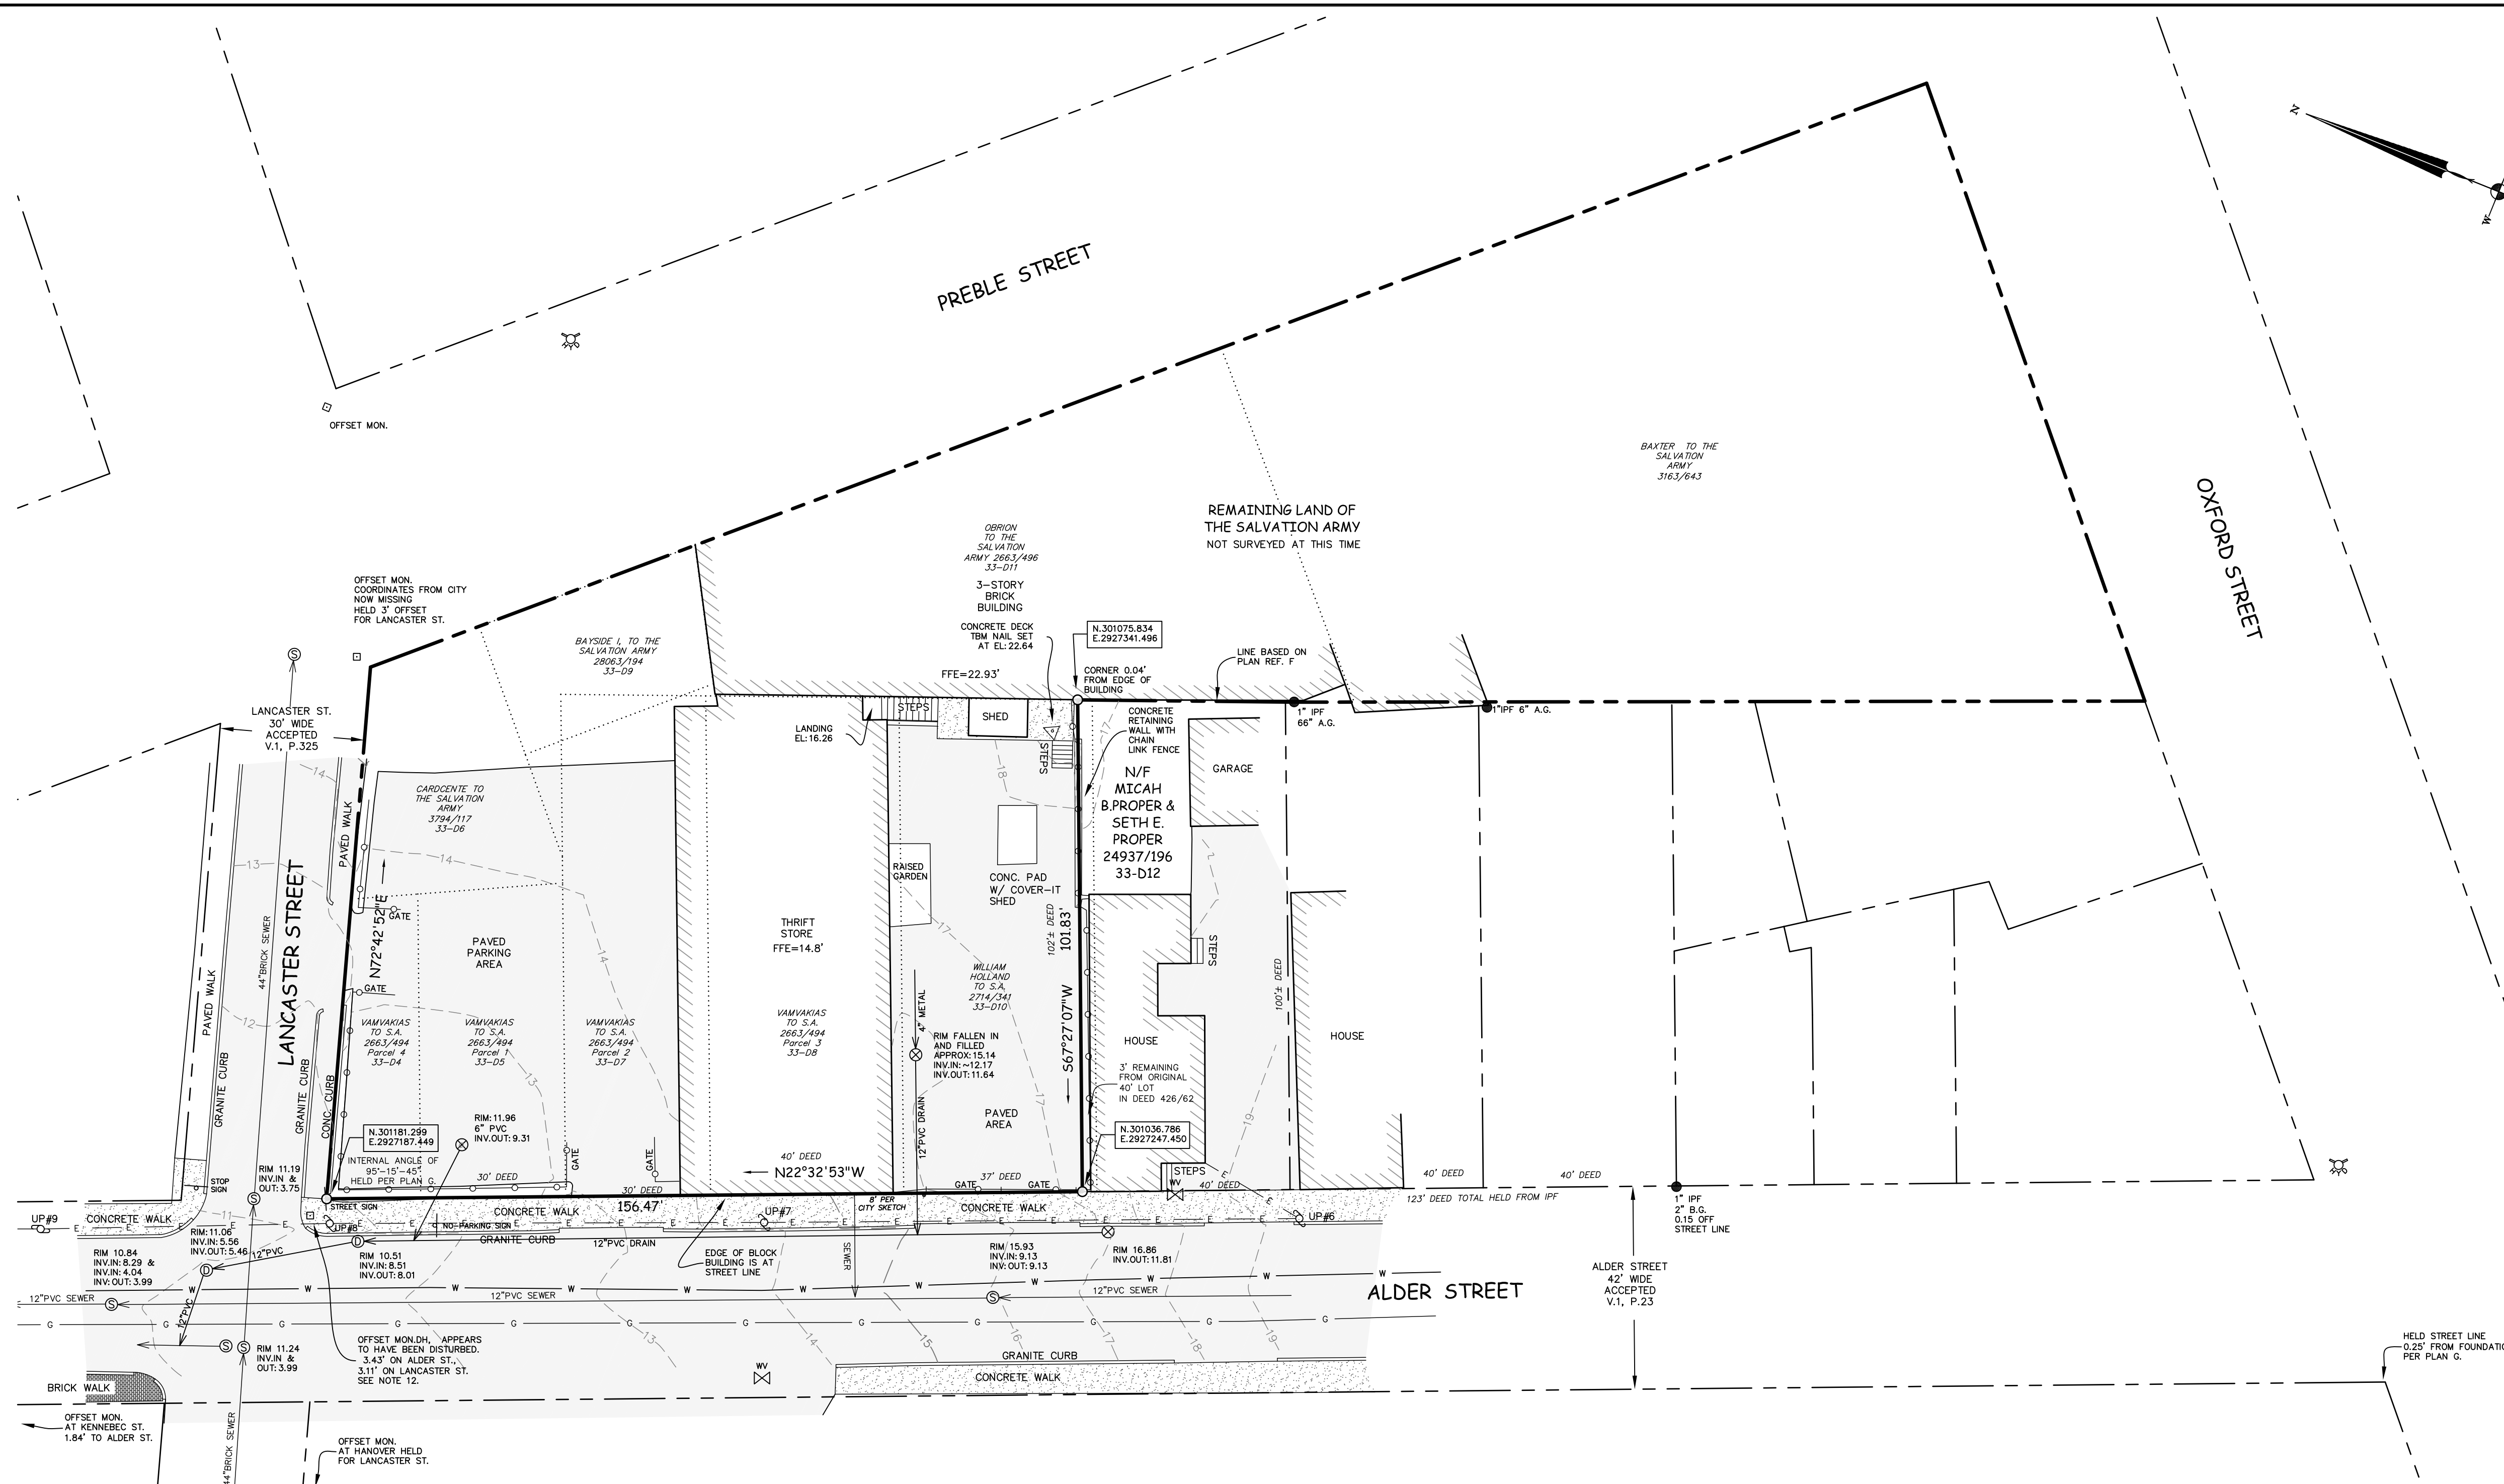 N
W
PREBLE STREET
OFFSET MON.
BAXTER TO THE
SALVATION
ARMY
3163/643
OXFORD STREET
REMAINING LAND OF
THE SALVATION ARMY
NOT SURVEYED AT THIS TIME
OBRION
TO THE
SALVATION
ARMY 2663/496
33-D11
3-STORY
BRICK
BUILDING
CONCRETE DECK
TBM NAIL SET
AT EL:22.64
N.301075.834
E.2927341.496
OFFSET MON.
COORDINATES FROM CITY
NOW MISSING
HELD 3' OFFSET
FOR LANCASTER ST.
BAYSIDE I, TO THE
SALVATION ARMY
28063/194
33-D9
LINE BASED ON
PLAN REF. F
FFE=22.93'
CORNER 0.04'
FROM EDGE OF
BUILDING
1" IPF
66" A.G.
1"IPF 6" A.G.
LANCASTER ST.
30' WIDE
ACCEPTED
V.1, P.325
LANDING
EL:16.26
STEPS
SHED
STEPS
CONCRETE
RETAINING
WALL WITH
CHAIN
LINK FENCE
N/F
MICAH
B.PROPER &
SETH E.
PROPER
24937/196
33-D12
GARAGE
14
18
CARDCENTE TO
THE SALVATION
ARMY
3794/117
33-D6
PAVED WALK
14
13
RAISED
GARDEN
CONC. PAD
W/ COVER-IT
SHED
LANCASTER STREET
44"BRICK SEWER
N72°42'52"E
GATE
PAVED
PARKING
AREA
14
THRIFT
STORE
FFE=14.8'
17
102'± DEED
101.83'
STEPS
100'± DEED
PAVED WALK
GATE
12
WILLIAM
HOLLAND
TO S.A,
2714/341
33-D10
4" METAL
S67°27'07"W
VAMVAKIAS
TO S.A.
2663/494
Parcel 4
33-D4
VAMVAKIAS
TO S.A.
2663/494
Parcel 1
33-D5
VAMVAKIAS
TO S.A.
2663/494
Parcel 2
33-D7
VAMVAKIAS
TO S.A.
2663/494
Parcel 3
33-D8
RIM FALLEN IN
AND FILLED
APPROX:15.14
INV.IN:~12.17
INV.OUT:11.64
HOUSE
HOUSE
3' REMAINING
FROM ORIGINAL
40' LOT
IN DEED 426/62
GRANITE CURB
GRANITE CURB
CONC. CURB
13
17
19
RIM:11.96
6" PVC
INV.OUT:9.31
PAVED
AREA
12"PVC DRAIN
N.301181.299
E.2927187.449
N.301036.786
E.2927247.450
INTERNAL ANGLE OF
95'-15'-45"
HELD PER PLAN G.
GATE
GATE
40' DEED
N22°32'53"W
RIM 11.19
INV.IN &
OUT:3.75
STOP
SIGN
30' DEED
30' DEED
37' DEED
GATE
GATE
STEPS
WV
40' DEED
40' DEED
40' DEED
123' DEED TOTAL HELD FROM IPF
STREET SIGN
156.47'
8' PER
CITY SKETCH
CONCRETE WALK
CONCRETE WALK
CONCRETE WALK
UP#9
11
UP#8
NO-PARKING SIGN
UP#7
UP#6
E E E E E E E E E E E E E E E E E
1" IPF
2" B.G.
0.15 OFF
STREET LINE
RIM:11.06
INV.IN:5.56
INV.OUT:5.46
12"PVC
GRANITE CURB
12"PVC DRAIN
RIM 10.84
INV.IN:8.29 &
INV.IN:4.04
INV:OUT:3.99
RIM 10.51
INV.IN:8.51
INV.OUT:8.01
EDGE OF BLOCK
BUILDING IS AT
STREET LINE
SEWER
RIM 15.93
INV.IN:9.13
INV:OUT:9.13
RIM 16.86
INV.OUT:11.81
ALDER STREET
42' WIDE
ACCEPTED
V.1, P.23
W W W W W W W W W W W
12"PVC SEWER
12"PVC SEWER
12"PVC SEWER
ALDER STREET
12"PVC
G G G G G G G G G G G G
13
14
15
16
17
18
19
OFFSET MON.DH, APPEARS
TO HAVE BEEN DISTURBED.
3.43' ON ALDER ST.,
3.11' ON LANCASTER ST.
SEE NOTE 12.
RIM 11.24
INV.IN &
OUT:3.99
WV
GRANITE CURB
CONCRETE WALK
HELD STREET LINE
0.25' FROM FOUNDATIO
PER PLAN G.
BRICK WALK
OFFSET MON.
AT KENNEBEC ST.
1.84' TO ALDER ST.
44"BRICK SEWER
OFFSET MON.
AT HANOVER HELD
FOR LANCASTER ST.